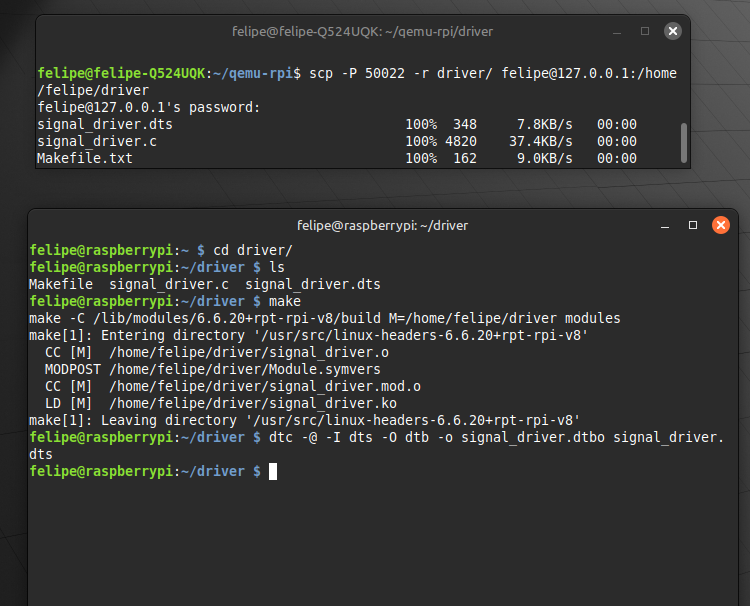 felipe@felipe-Q524UQK: ~/qemu-rpi/driver
felipe@felipe-Q524UQK:~/qemu-rpi$ scp -P 50022 -r driver/ felipe@127.0.0.1:/home
/felipe/driver
felipe@127.0.0.1's password:
signal_driver.dts 100% 348 7.8KB/s 00:00
signal_driver.c 100% 4820 37.4KB/s 00:00
Makefile.txt 100% 162 9.0KB/s 00:00
felipe@raspberrypi: ~/driver
felipe@raspberrypi:~ $ cd driver/
felipe@raspberrypi:~/driver $ ls
Makefile signal_driver.c signal_driver.dts
felipe@raspberrypi:~/driver $ make
make -C /lib/modules/6.6.20+rpt-rpi-v8/build M=/home/felipe/driver modules
make[1]: Entering directory '/usr/src/linux-headers-6.6.20+rpt-rpi-v8'
CC [M] /home/felipe/driver/signal_driver.o
MODPOST /home/felipe/driver/Module.symvers
CC [M] /home/felipe/driver/signal_driver.mod.o
LD [M] /home/felipe/driver/signal_driver.ko
make[1]: Leaving directory '/usr/src/linux-headers-6.6.20+rpt-rpi-v8'
felipe@raspberrypi:~/driver $ dtc -@ -I dts -O dtb -o signal_driver.dtbo signal_driver.
dts
felipe@raspberrypi:~/driver $